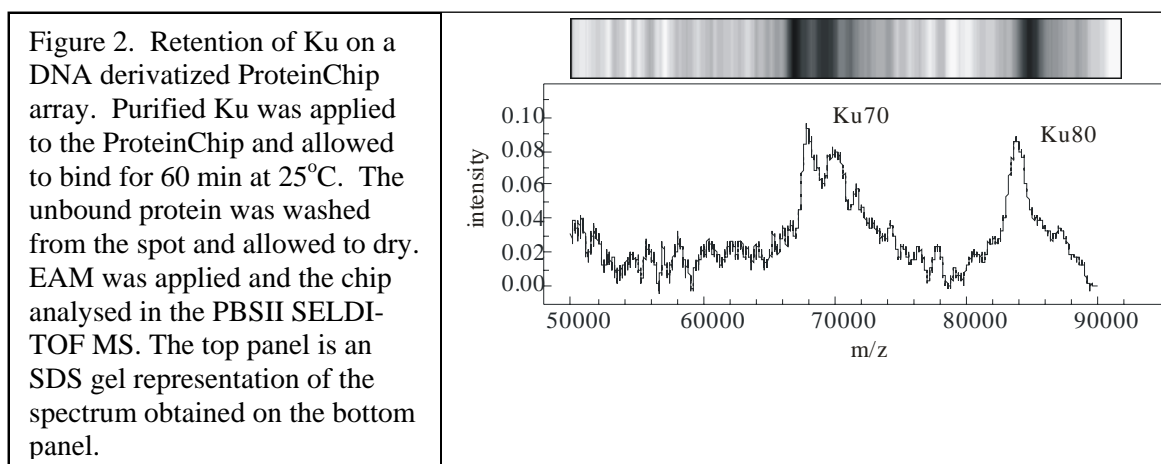 Figure 2.  Retention of Ku on a
DNA derivatized ProteinChip
array.  Purified Ku was applied
to the ProteinChip and allowed
to bind for 60 min at 25°C.  The
unbound protein was washed
from the spot and allowed to dry.
EAM was applied and the chip
analysed in the PBSII SELDI-
TOF MS. The top panel is an
SDS gel representation of the
spectrum obtained on the bottom
panel.
Ku70
Ku80
intensity
0.10
0.08
0.06
0.04
0.02
0.00
50000 60000 70000 80000 90000
m/z